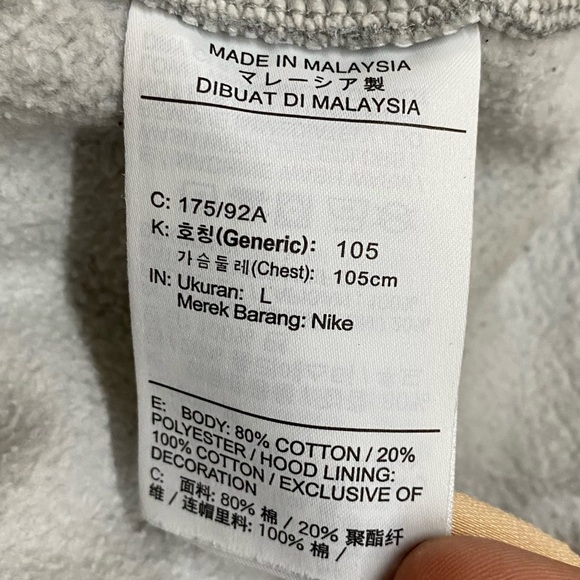 MADE IN MALAYSIA
マレーシア製
DIBUAT DI MALAYSIA
C: 175/92A
K: 호칭(Generic): 105
가슴둘레(Chest): 105cm
IN: Ukuran: L
Merek Barang: Nike
E: BODY: 80% COTTON / 20%
POLYESTER / HOOD LINING:
100% COTTON / EXCLUSIVE OF
DECORATION
C: 面料: 80% 棉 / 20% 聚酯纤
维 / 连帽里料: 100% 棉 /